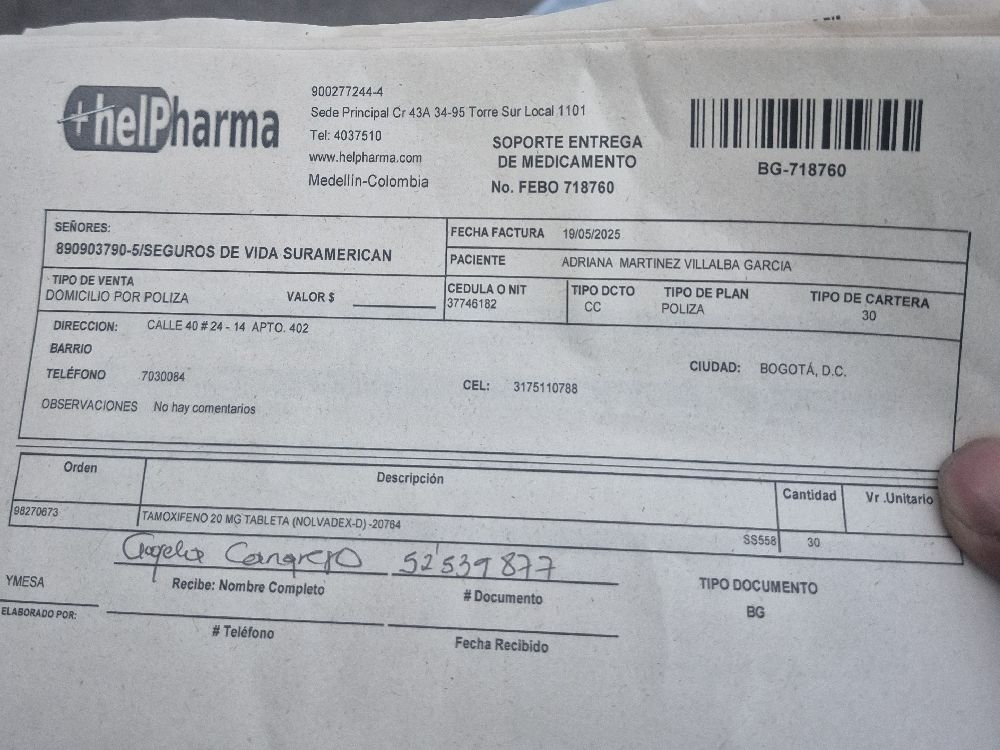 +helPharma
900277244-4
Sede Principal Cr 43A 34-95 Torre Sur Local 1101
Tel: 4037510
www.helpharma.com
Medellín-Colombia
SOPORTE ENTREGA
DE MEDICAMENTO
No. FEBO 718760
BG-718760
SEÑORES:
890903790-5/SEGUROS DE VIDA SURAMERICAN
FECHA FACTURA 19/05/2025
PACIENTE ADRIANA MARTINEZ VILLALBA GARCIA
TIPO DE VENTA
DOMICILIO POR POLIZA VALOR $
CEDULA O NIT TIPO DCTO TIPO DE PLAN TIPO DE CARTERA
37746182 CC POLIZA 30
DIRECCION: CALLE 40 # 24 - 14 APTO. 402
BARRIO
CIUDAD: BOGOTÁ, D.C.
TELÉFONO 7030084 CEL: 3175110788
OBSERVACIONES No hay comentarios
Orden Descripción Cantidad Vr .Unitario
98270673 TAMOXIFENO 20 MG TABLETA (NOLVADEX-D) -20764 SS558 30
52539877
YMESA Recibe: Nombre Completo # Documento TIPO DOCUMENTO
BG
ELABORADO POR: # Teléfono Fecha Recibido